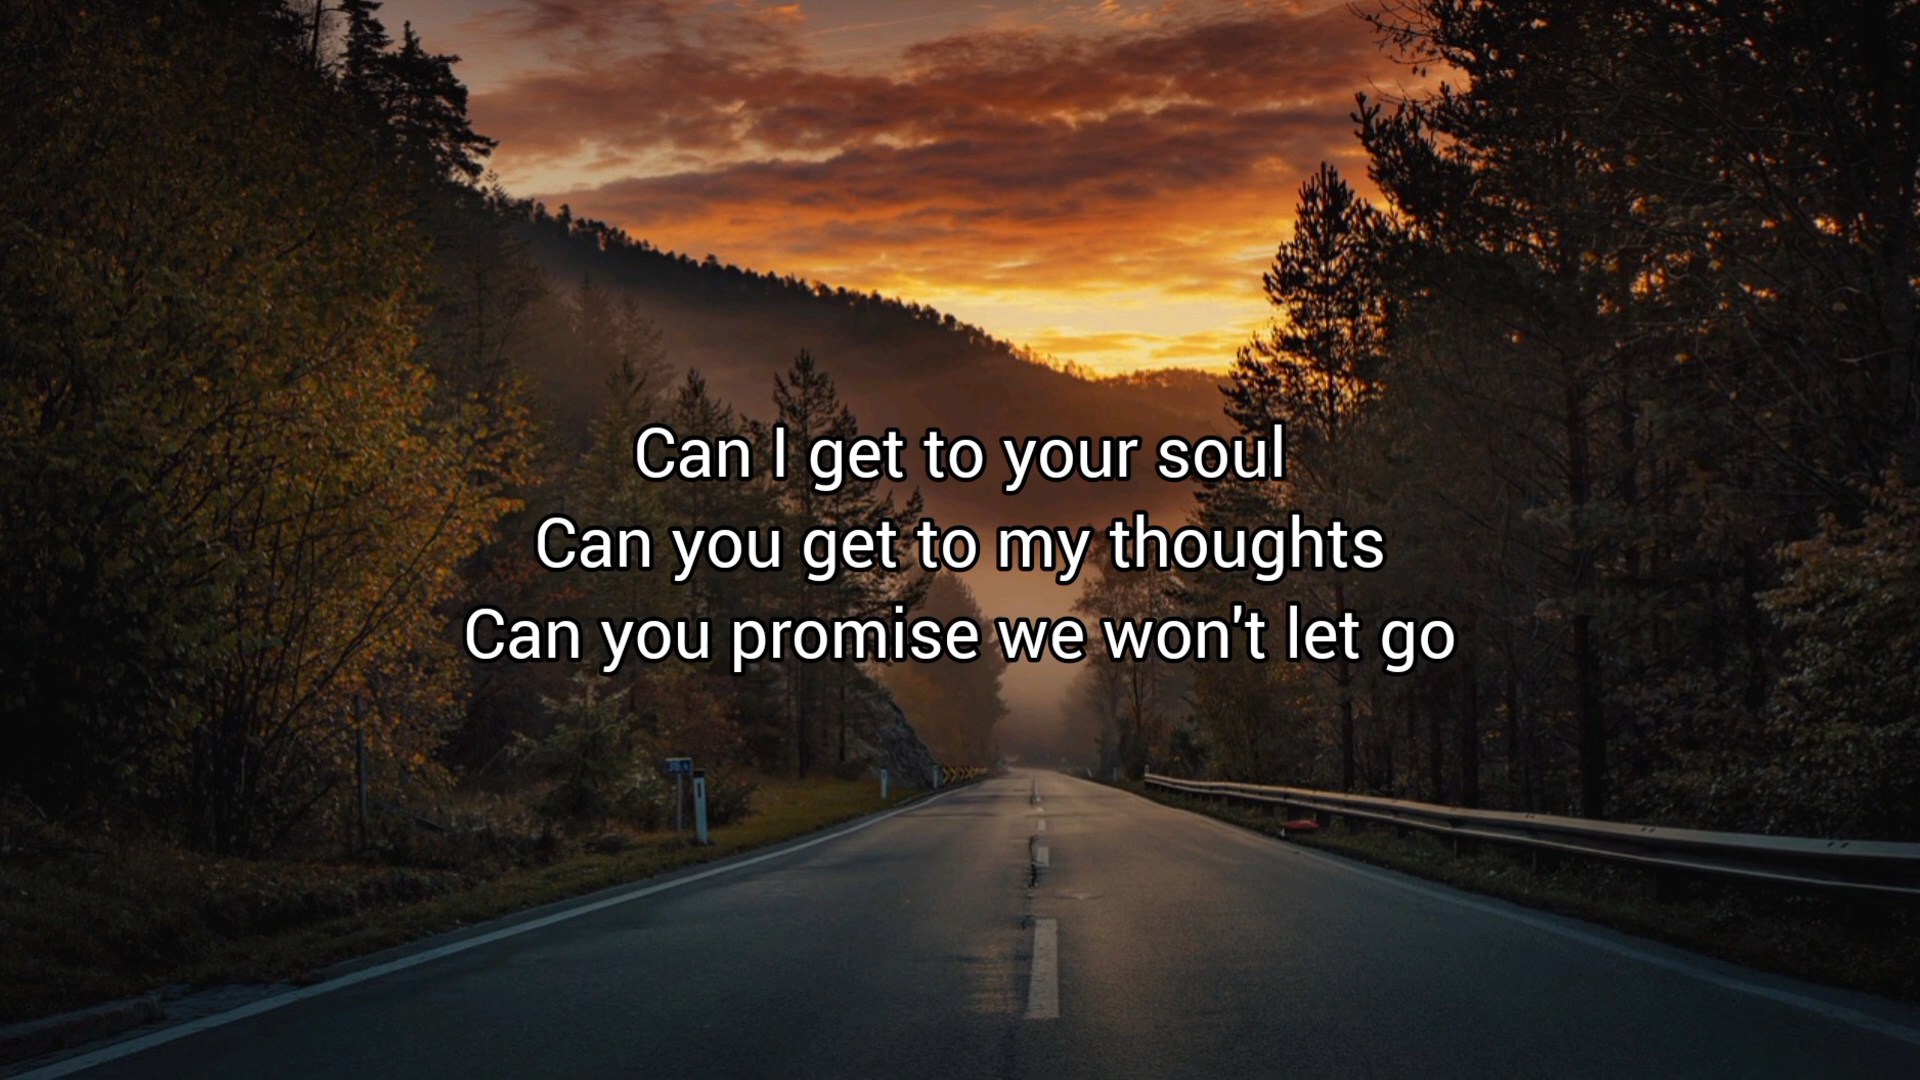 Can I get to your soul
Can you get to my thoughts
Can you promise we won't let go